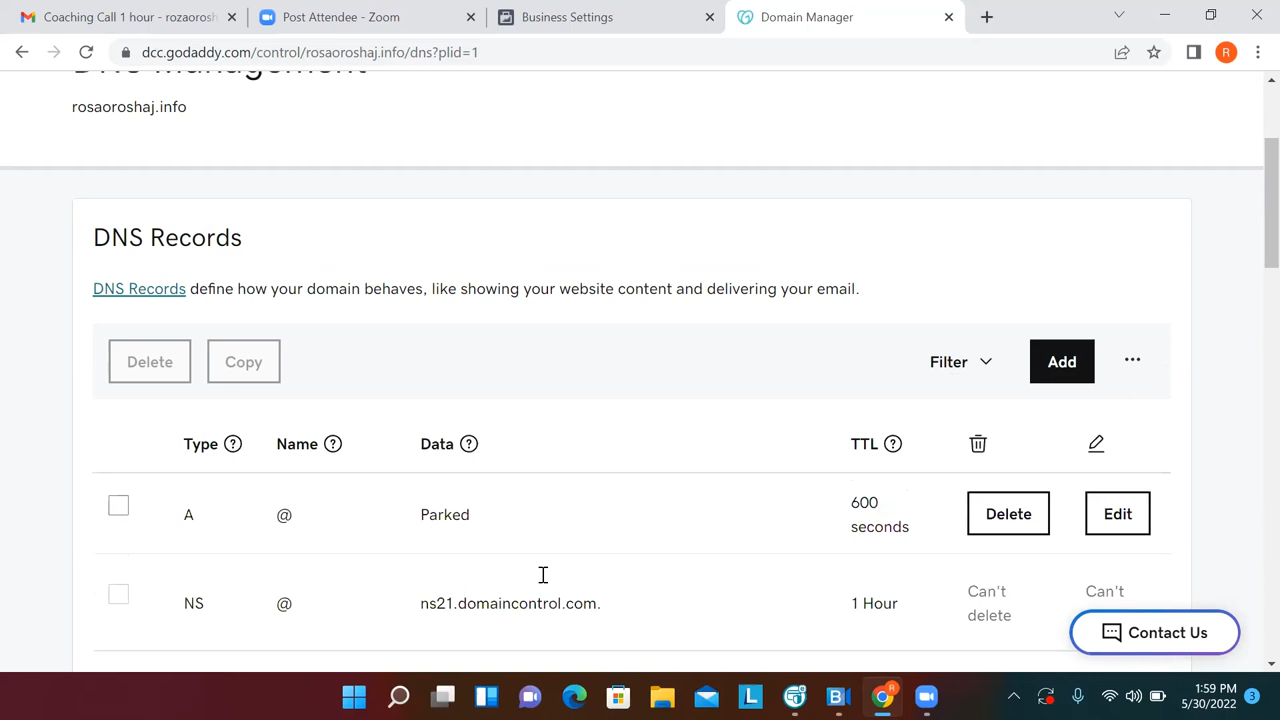 Coaching Call 1 hour - rozaorosh
Post Attendee - Zoom
Business Settings
Domain Manager
dcc.godaddy.com/control/rosaoroshaj.info/dns?plid=1
R
DNS Management
rosaoroshaj.info
DNS Records
DNS Records define how your domain behaves, like showing your website content and delivering your email.
Delete
Copy
Filter
Add
Type
Name
Data
TTL
A
@
Parked
600
seconds
Delete
Edit
NS
@
ns21.domaincontrol.com.
1 Hour
Can't
delete
Can't
Contact Us
1:59 PM
5/30/2022
3